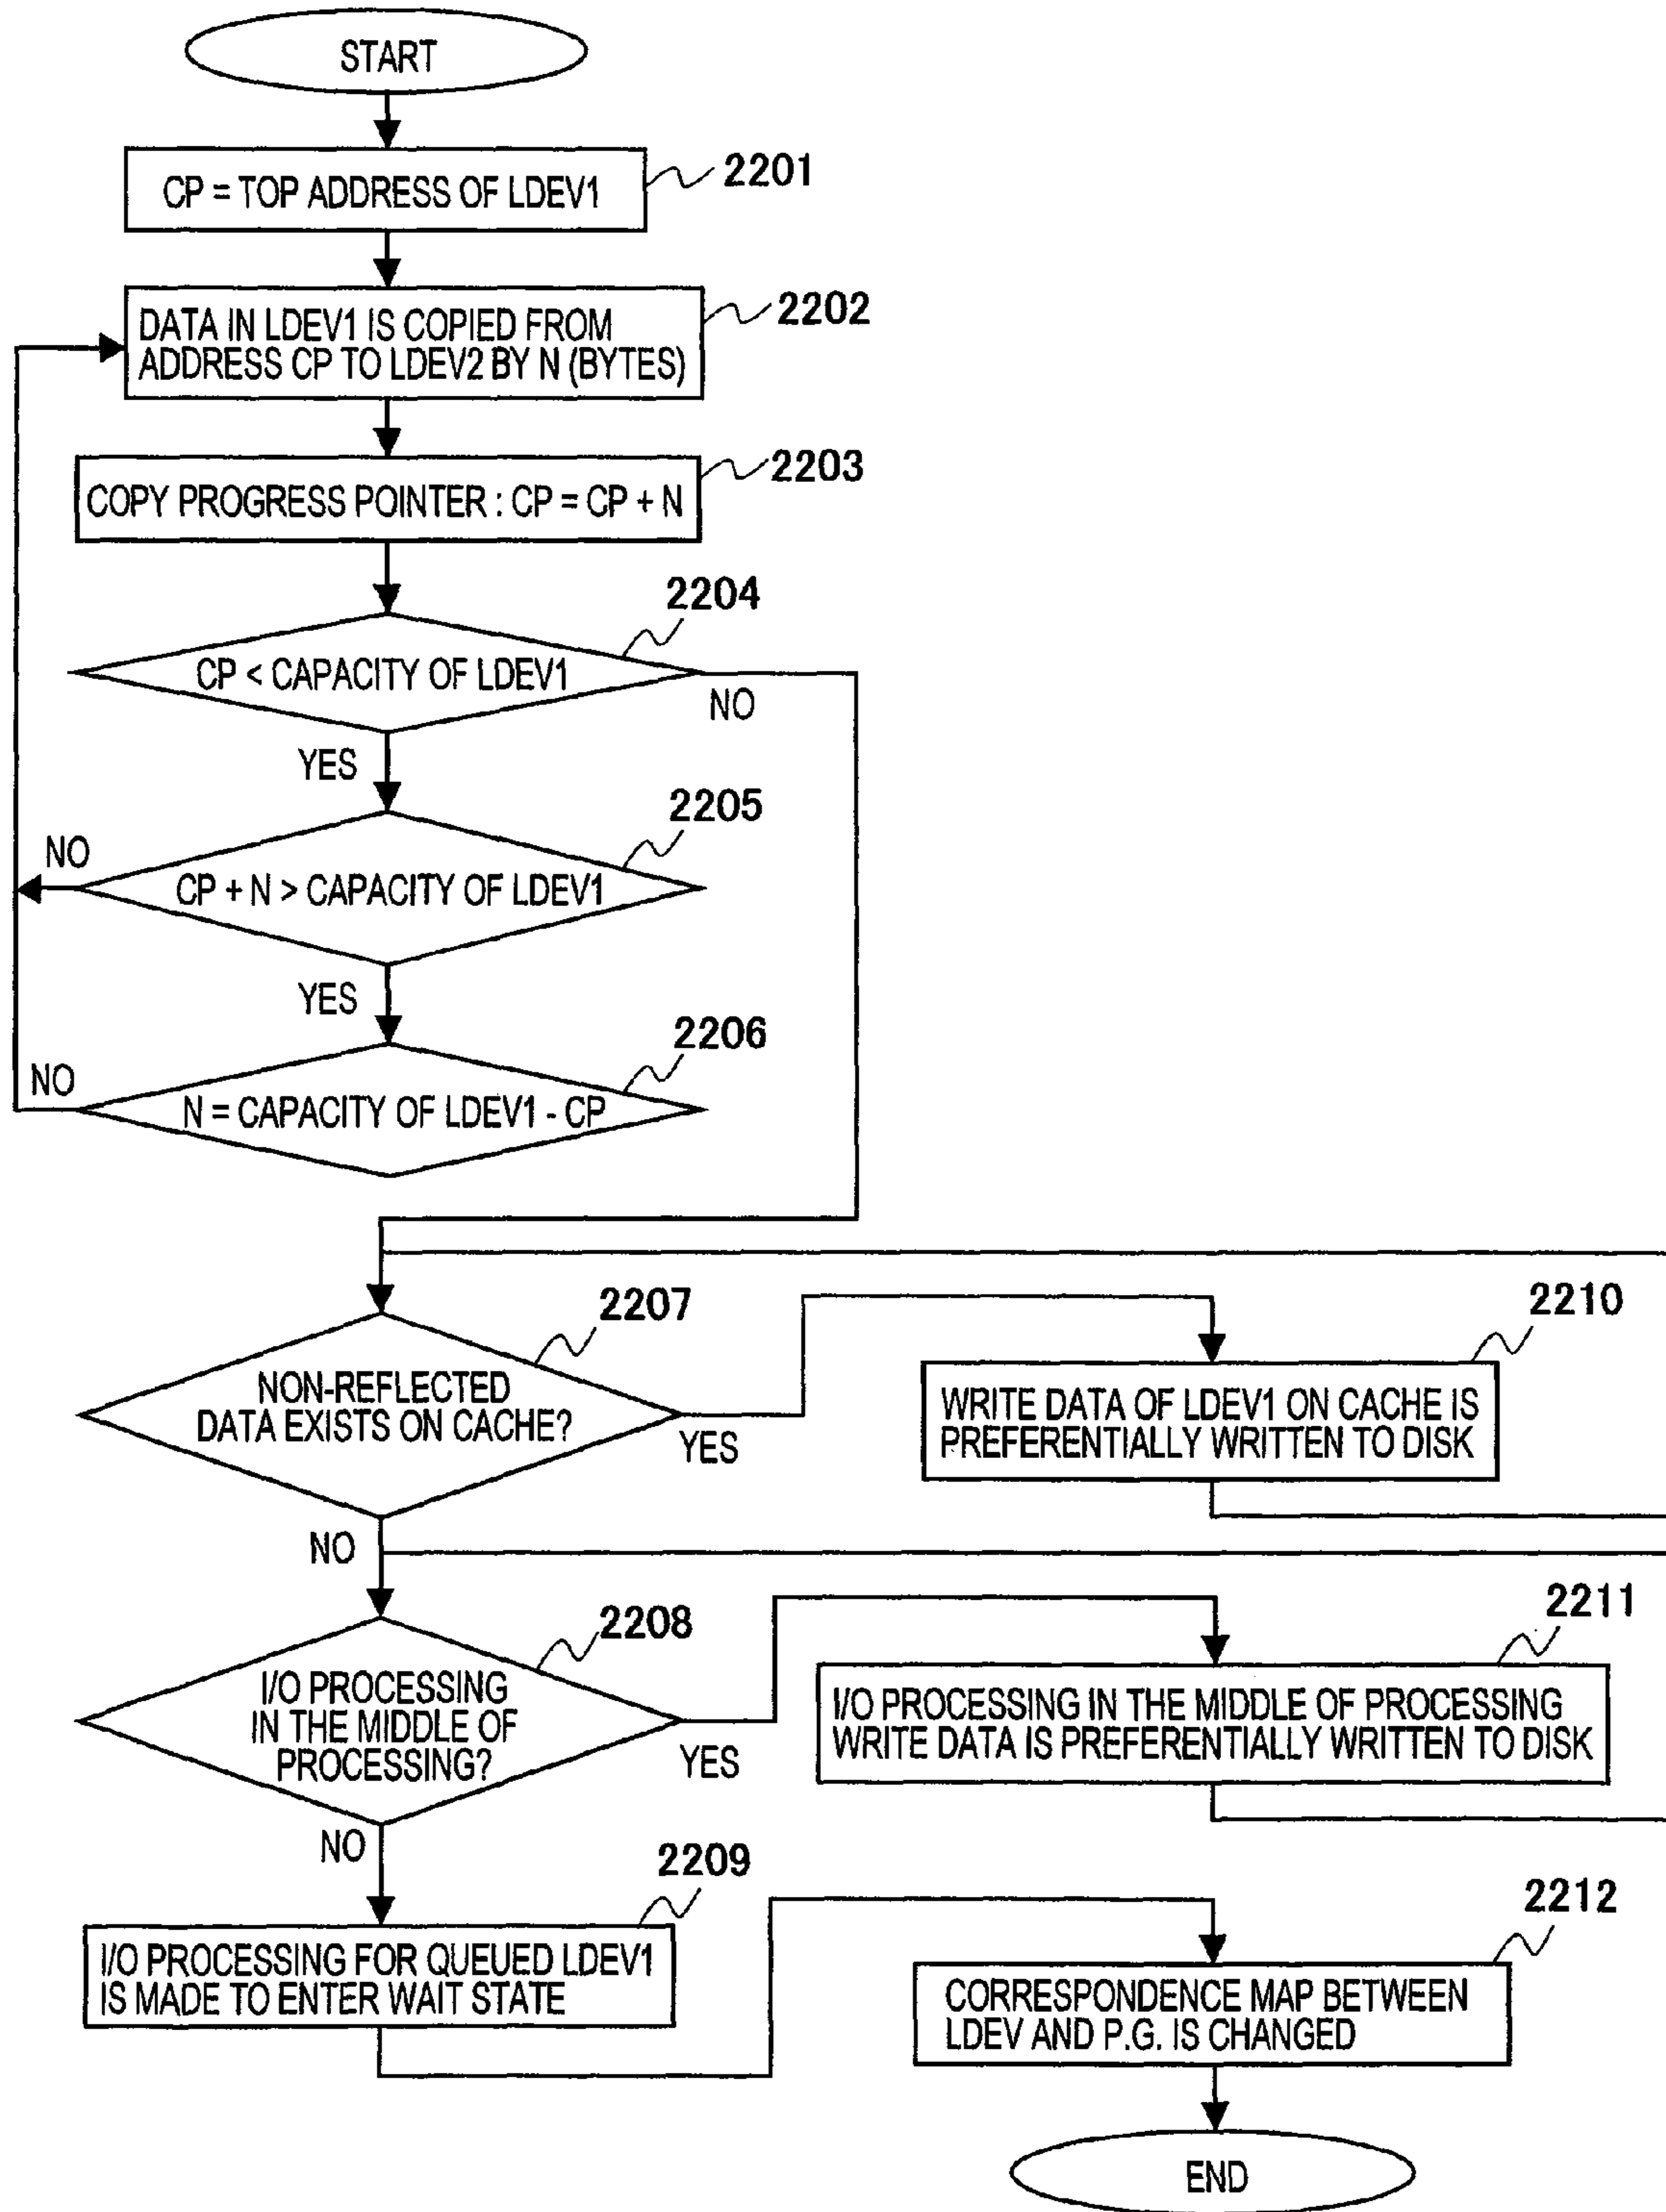 START
CP = TOP ADDRESS OF LDEV1
2201
DATA IN LDEV1 IS COPIED FROM
ADDRESS CP TO LDEV2 BY N (BYTES)
2202
COPY PROGRESS POINTER : CP = CP + N
2203
2204
CP < CAPACITY OF LDEV1
NO
YES
2205
NO
CP + N > CAPACITY OF LDEV1
YES
2206
NO
N = CAPACITY OF LDEV1 - CP
2207
NON-REFLECTED
DATA EXISTS ON CACHE?
YES
NO
2210
WRITE DATA OF LDEV1 ON CACHE IS
PREFERENTIALLY WRITTEN TO DISK
2208
I/O PROCESSING
IN THE MIDDLE OF
PROCESSING?
YES
NO
2211
I/O PROCESSING IN THE MIDDLE OF PROCESSING
WRITE DATA IS PREFERENTIALLY WRITTEN TO DISK
2209
I/O PROCESSING FOR QUEUED LDEV1
IS MADE TO ENTER WAIT STATE
2212
CORRESPONDENCE MAP BETWEEN
LDEV AND P.G. IS CHANGED
END